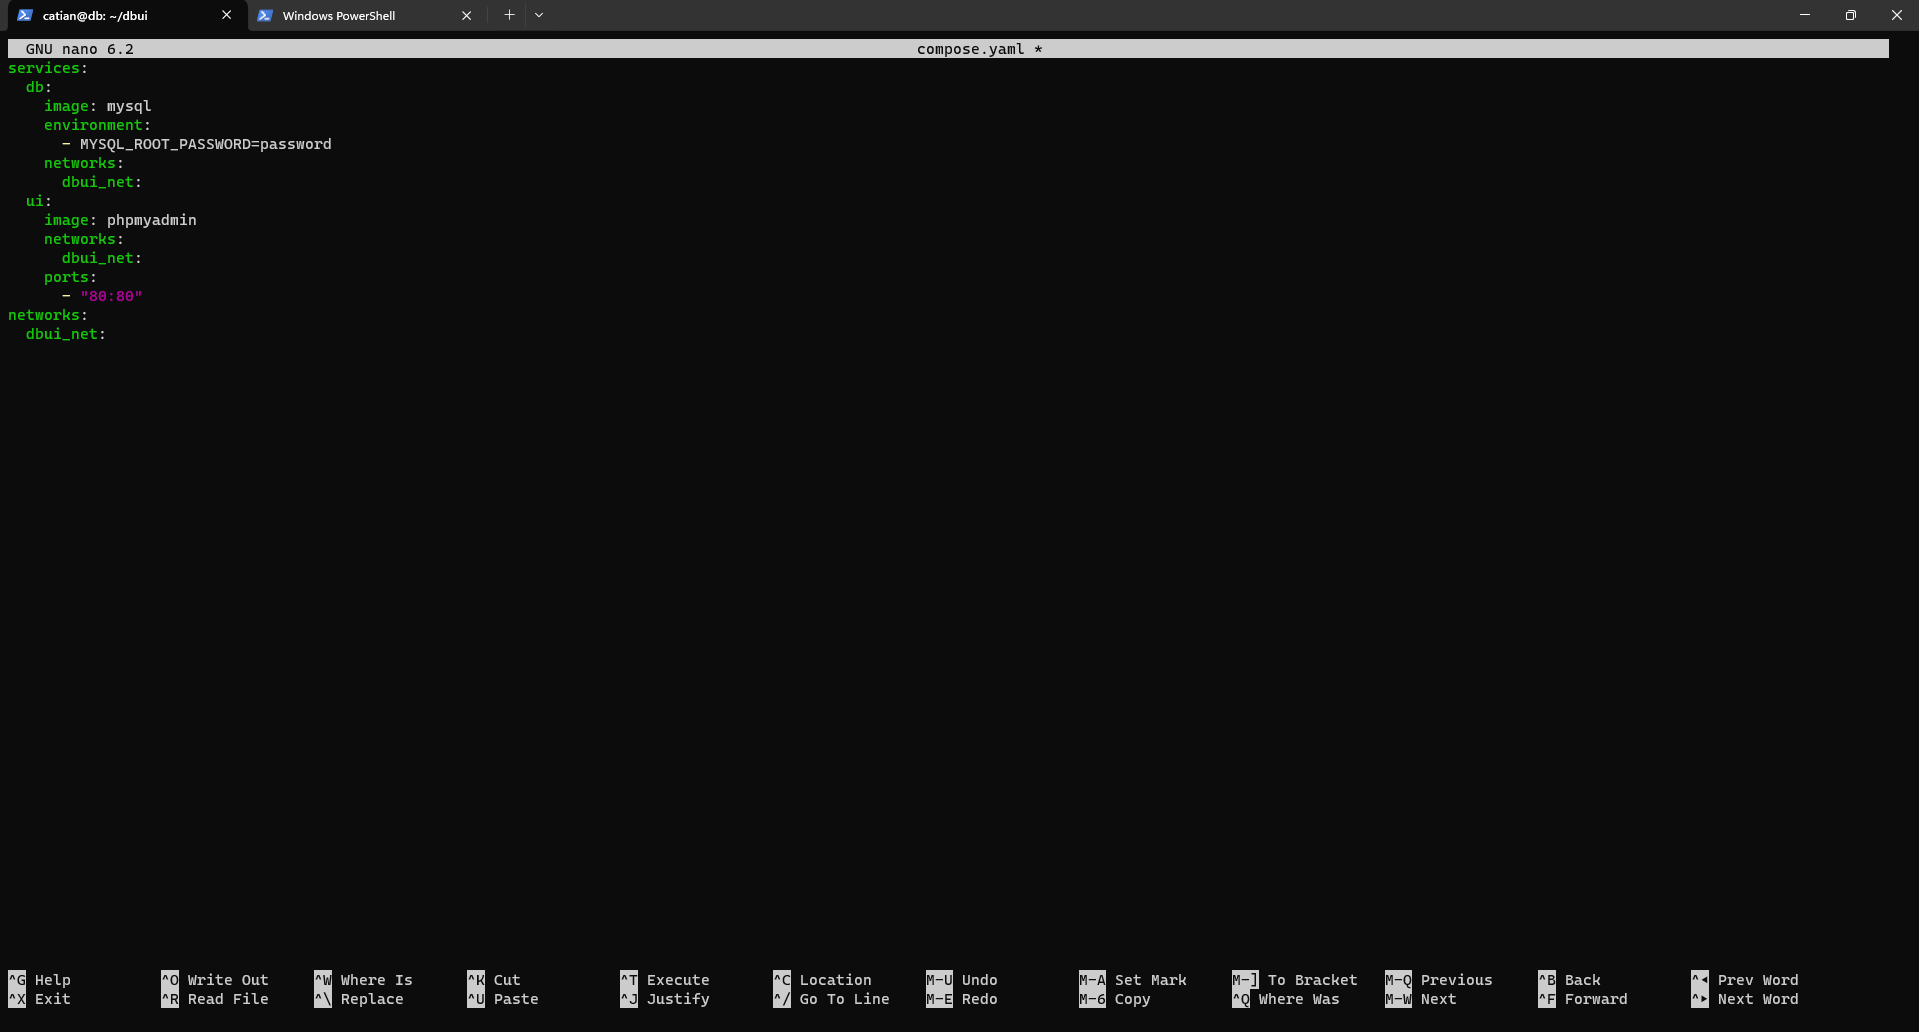 catian@db: ~/dbui
Windows PowerShell
GNU nano 6.2 compose.yaml *
services:
  db:
    image: mysql
    environment:
      - MYSQL_ROOT_PASSWORD=password
    networks:
      dbui_net:
  ui:
    image: phpmyadmin
    networks:
      dbui_net:
    ports:
      - "80:80"
networks:
  dbui_net:
^G Help ^O Write Out ^W Where Is ^K Cut ^T Execute ^C Location M-U Undo M-A Set Mark M-] To Bracket M-Q Previous ^B Back ^◂ Prev Word
^X Exit ^R Read File ^\ Replace ^U Paste ^J Justify ^/ Go To Line M-E Redo M-6 Copy ^Q Where Was M-W Next ^F Forward ^▸ Next Word